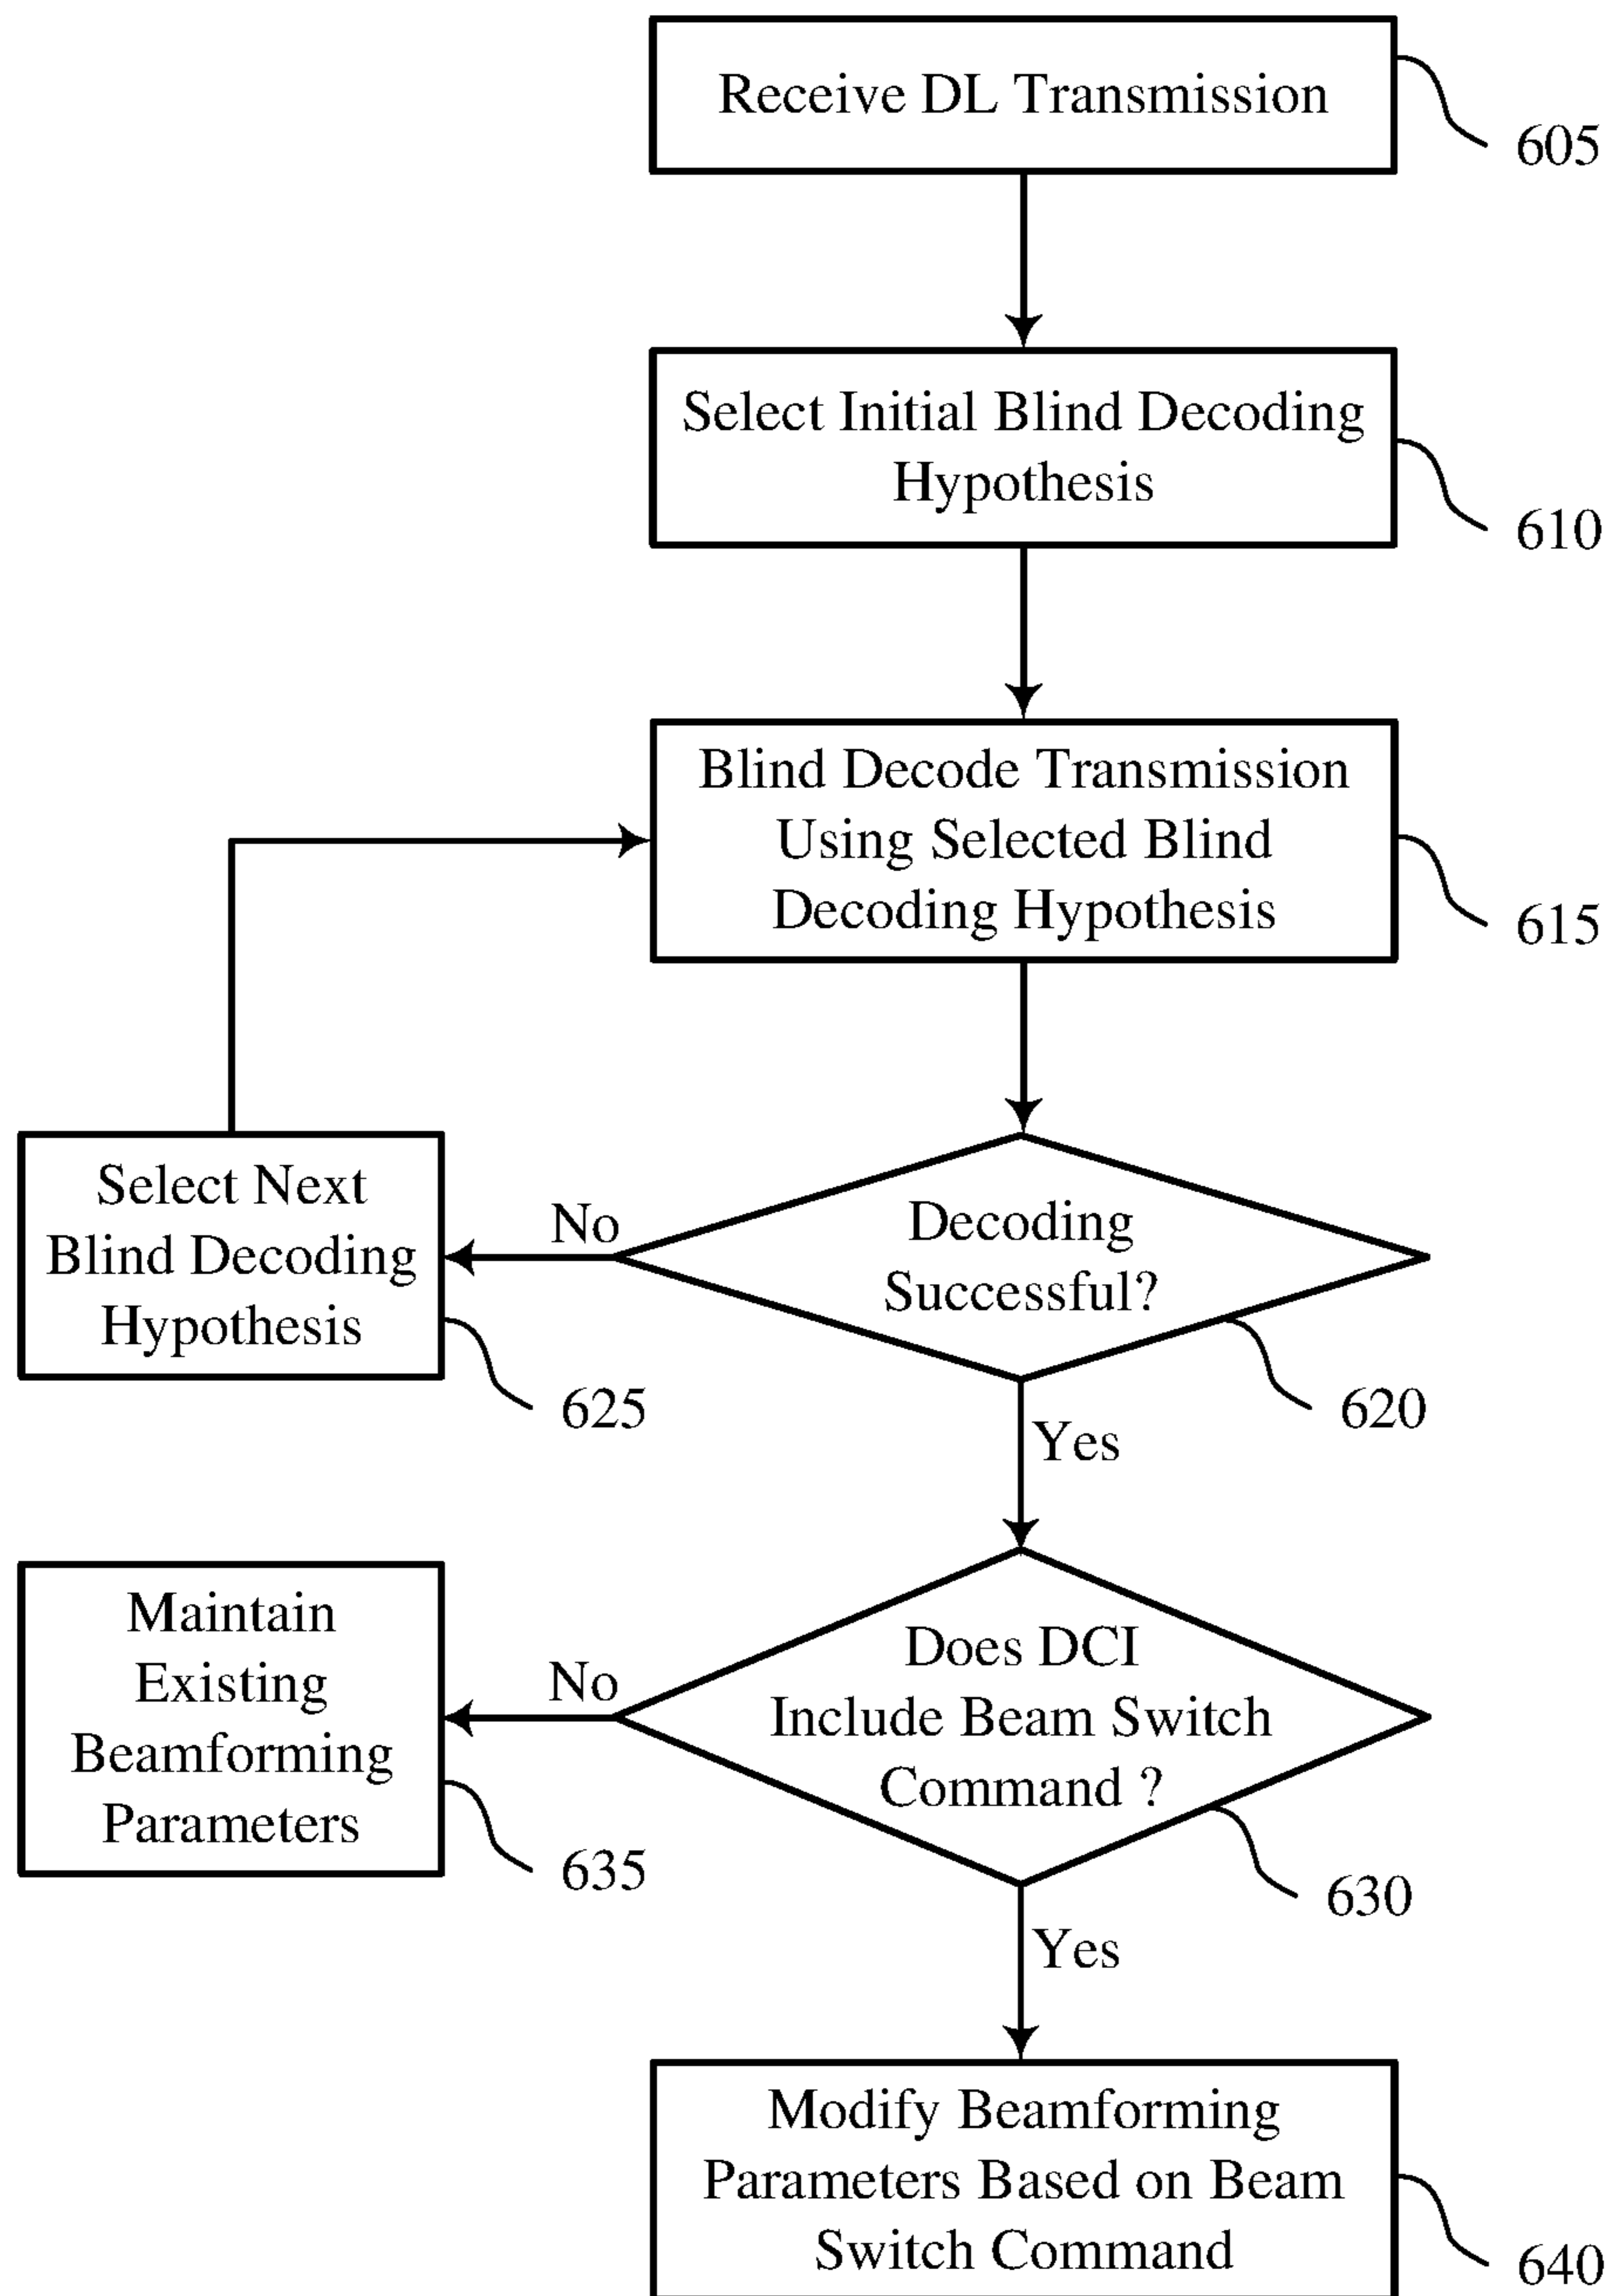 Receive DL Transmission
605
Select Initial Blind Decoding
Hypothesis
610
Blind Decode Transmission
Using Selected Blind
Decoding Hypothesis
615
Decoding
Successful?
620
No
Select Next
Blind Decoding
Hypothesis
625
Yes
Does DCI
Include Beam Switch
Command ?
630
No
Maintain
Existing
Beamforming
Parameters
635
Yes
Modify Beamforming
Parameters Based on Beam
Switch Command
640